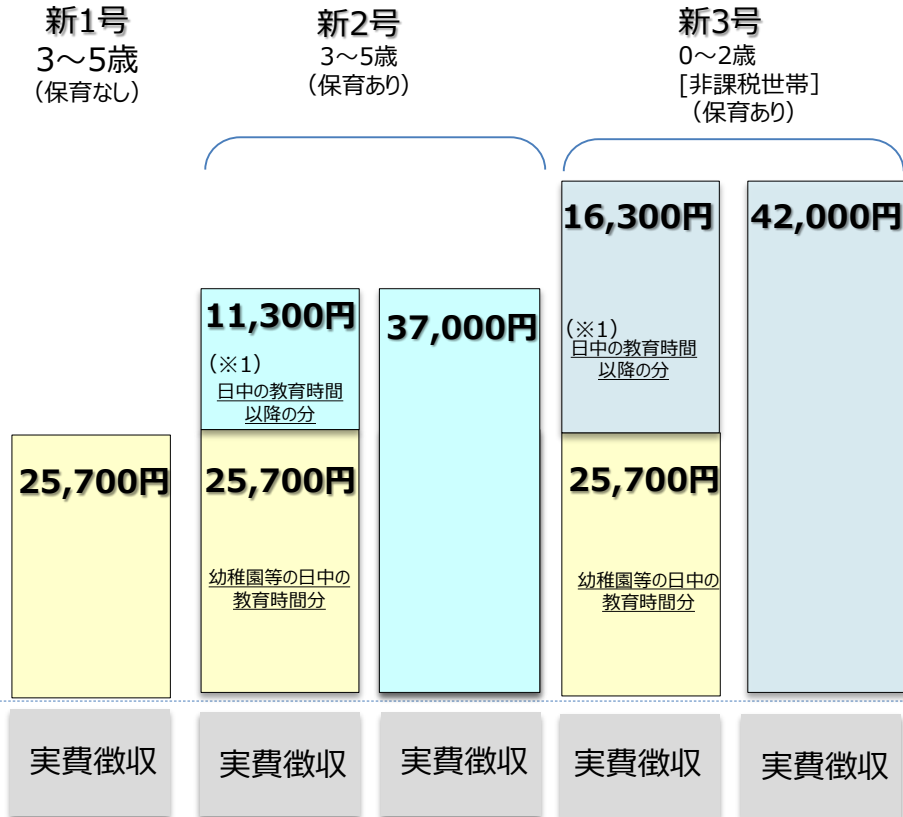 新1号
3～5歳
（保育なし）
新2号
3～5歳
（保育あり）
新3号
0～2歳
[非課税世帯]
（保育あり）
25,700円
11,300円
（※1）
日中の教育時間
以降の分
25,700円
幼稚園等の日中の
教育時間分
37,000円
16,300円
（※1）
日中の教育時間
以降の分
25,700円
幼稚園等の日中の
教育時間分
42,000円
実費徴収
実費徴収
実費徴収
実費徴収
実費徴収